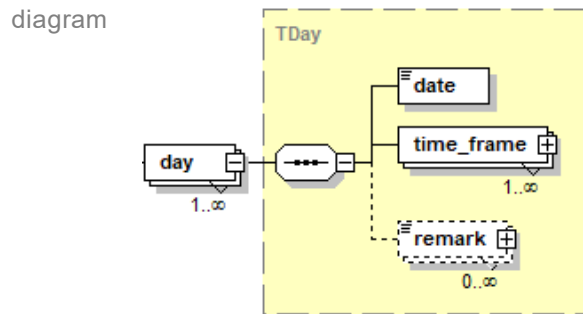 diagram
TDay
date
day
1..∞
time_frame
1..∞
remark
0..∞